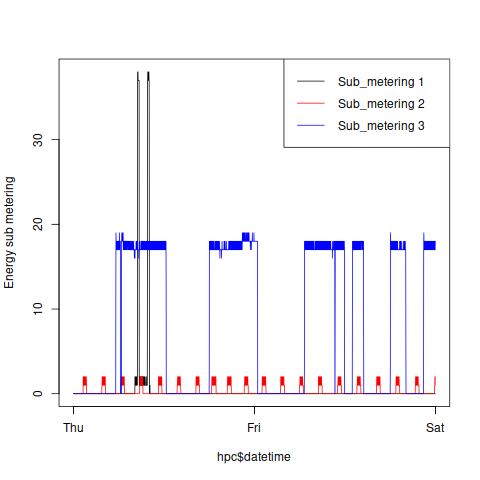 Sub_metering 1
Sub_metering 2
Sub_metering 3
Energy sub metering
30
20
10
0
Thu Fri Sat
hpc$datetime